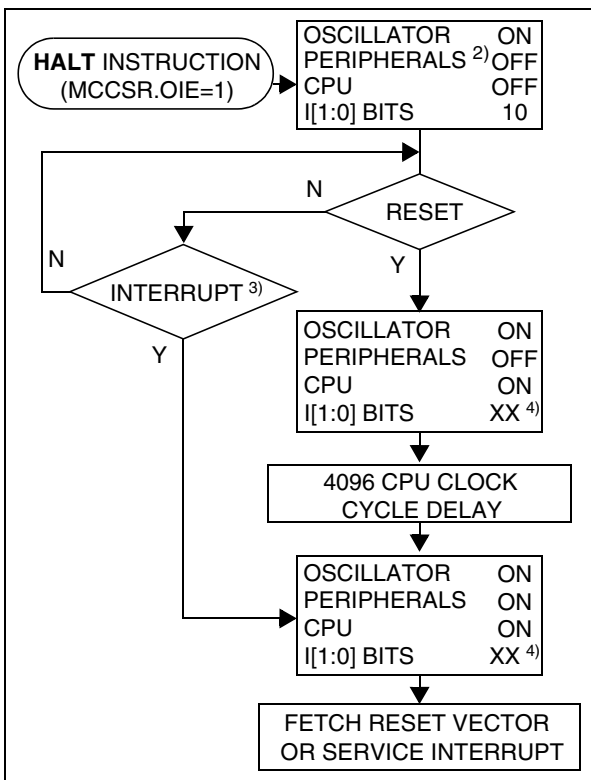 HALT INSTRUCTION
(MCCSR.OIE=1)
OSCILLATOR ON
PERIPHERALS 2) OFF
CPU OFF
I[1:0] BITS 10
N
RESET
Y
N
INTERRUPT 3)
Y
OSCILLATOR ON
PERIPHERALS OFF
CPU ON
I[1:0] BITS XX 4)
4096 CPU CLOCK
CYCLE DELAY
OSCILLATOR ON
PERIPHERALS ON
CPU ON
I[1:0] BITS XX 4)
FETCH RESET VECTOR
OR SERVICE INTERRUPT